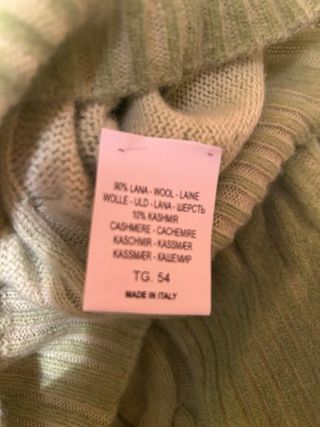 90% LANA - WOOL - LAINE
WOLLE - ULD - LANA - ШЕРСТЬ
10% KASHMIR
CASHMERE - CACHEMIRE
KASCHMIR - KASSMÆR
KASSMÆR - КАШЕМИР
TG. 54
MADE IN ITALY